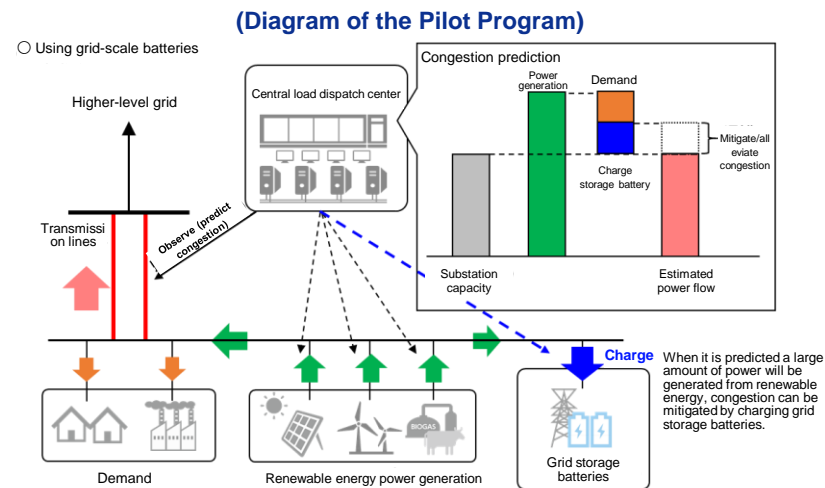 (Diagram of the Pilot Program)
○ Using grid-scale batteries
Higher-level grid
Transmissi
on lines
Observe (predict
congestion)
Central load dispatch center
Congestion prediction
Power
generation
Demand
Charge
storage battery
Mitigate/all
eviate
congestion
Substation
capacity
Estimated
power flow
Charge
When it is predicted a large
amount of power will be
generated from renewable
energy, congestion can be
mitigated by charging grid
storage batteries.
BIOGAS
Grid storage
batteries
Demand
Renewable energy power generation